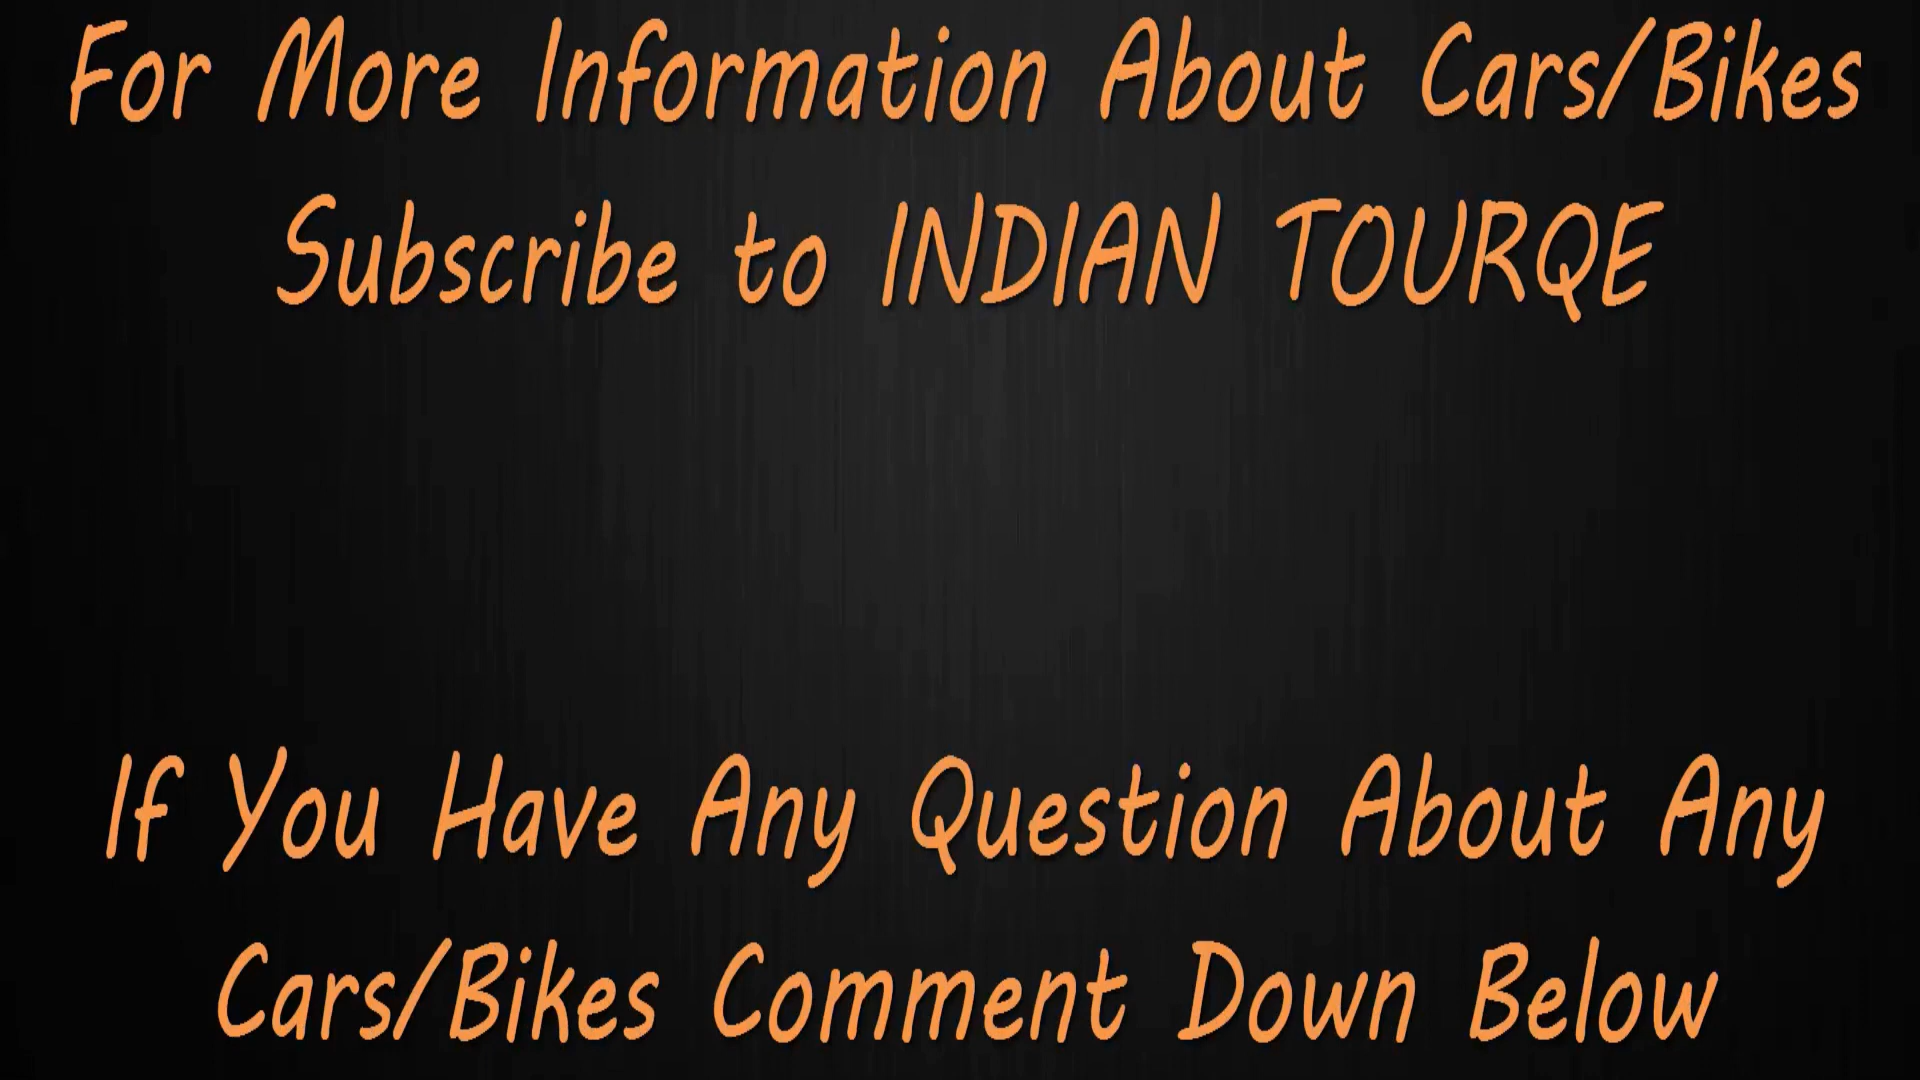 For More Information About Cars/Bikes
Subscribe to INDIAN TOURQE
If You Have Any Question About Any
Cars/Bikes Comment Down Below